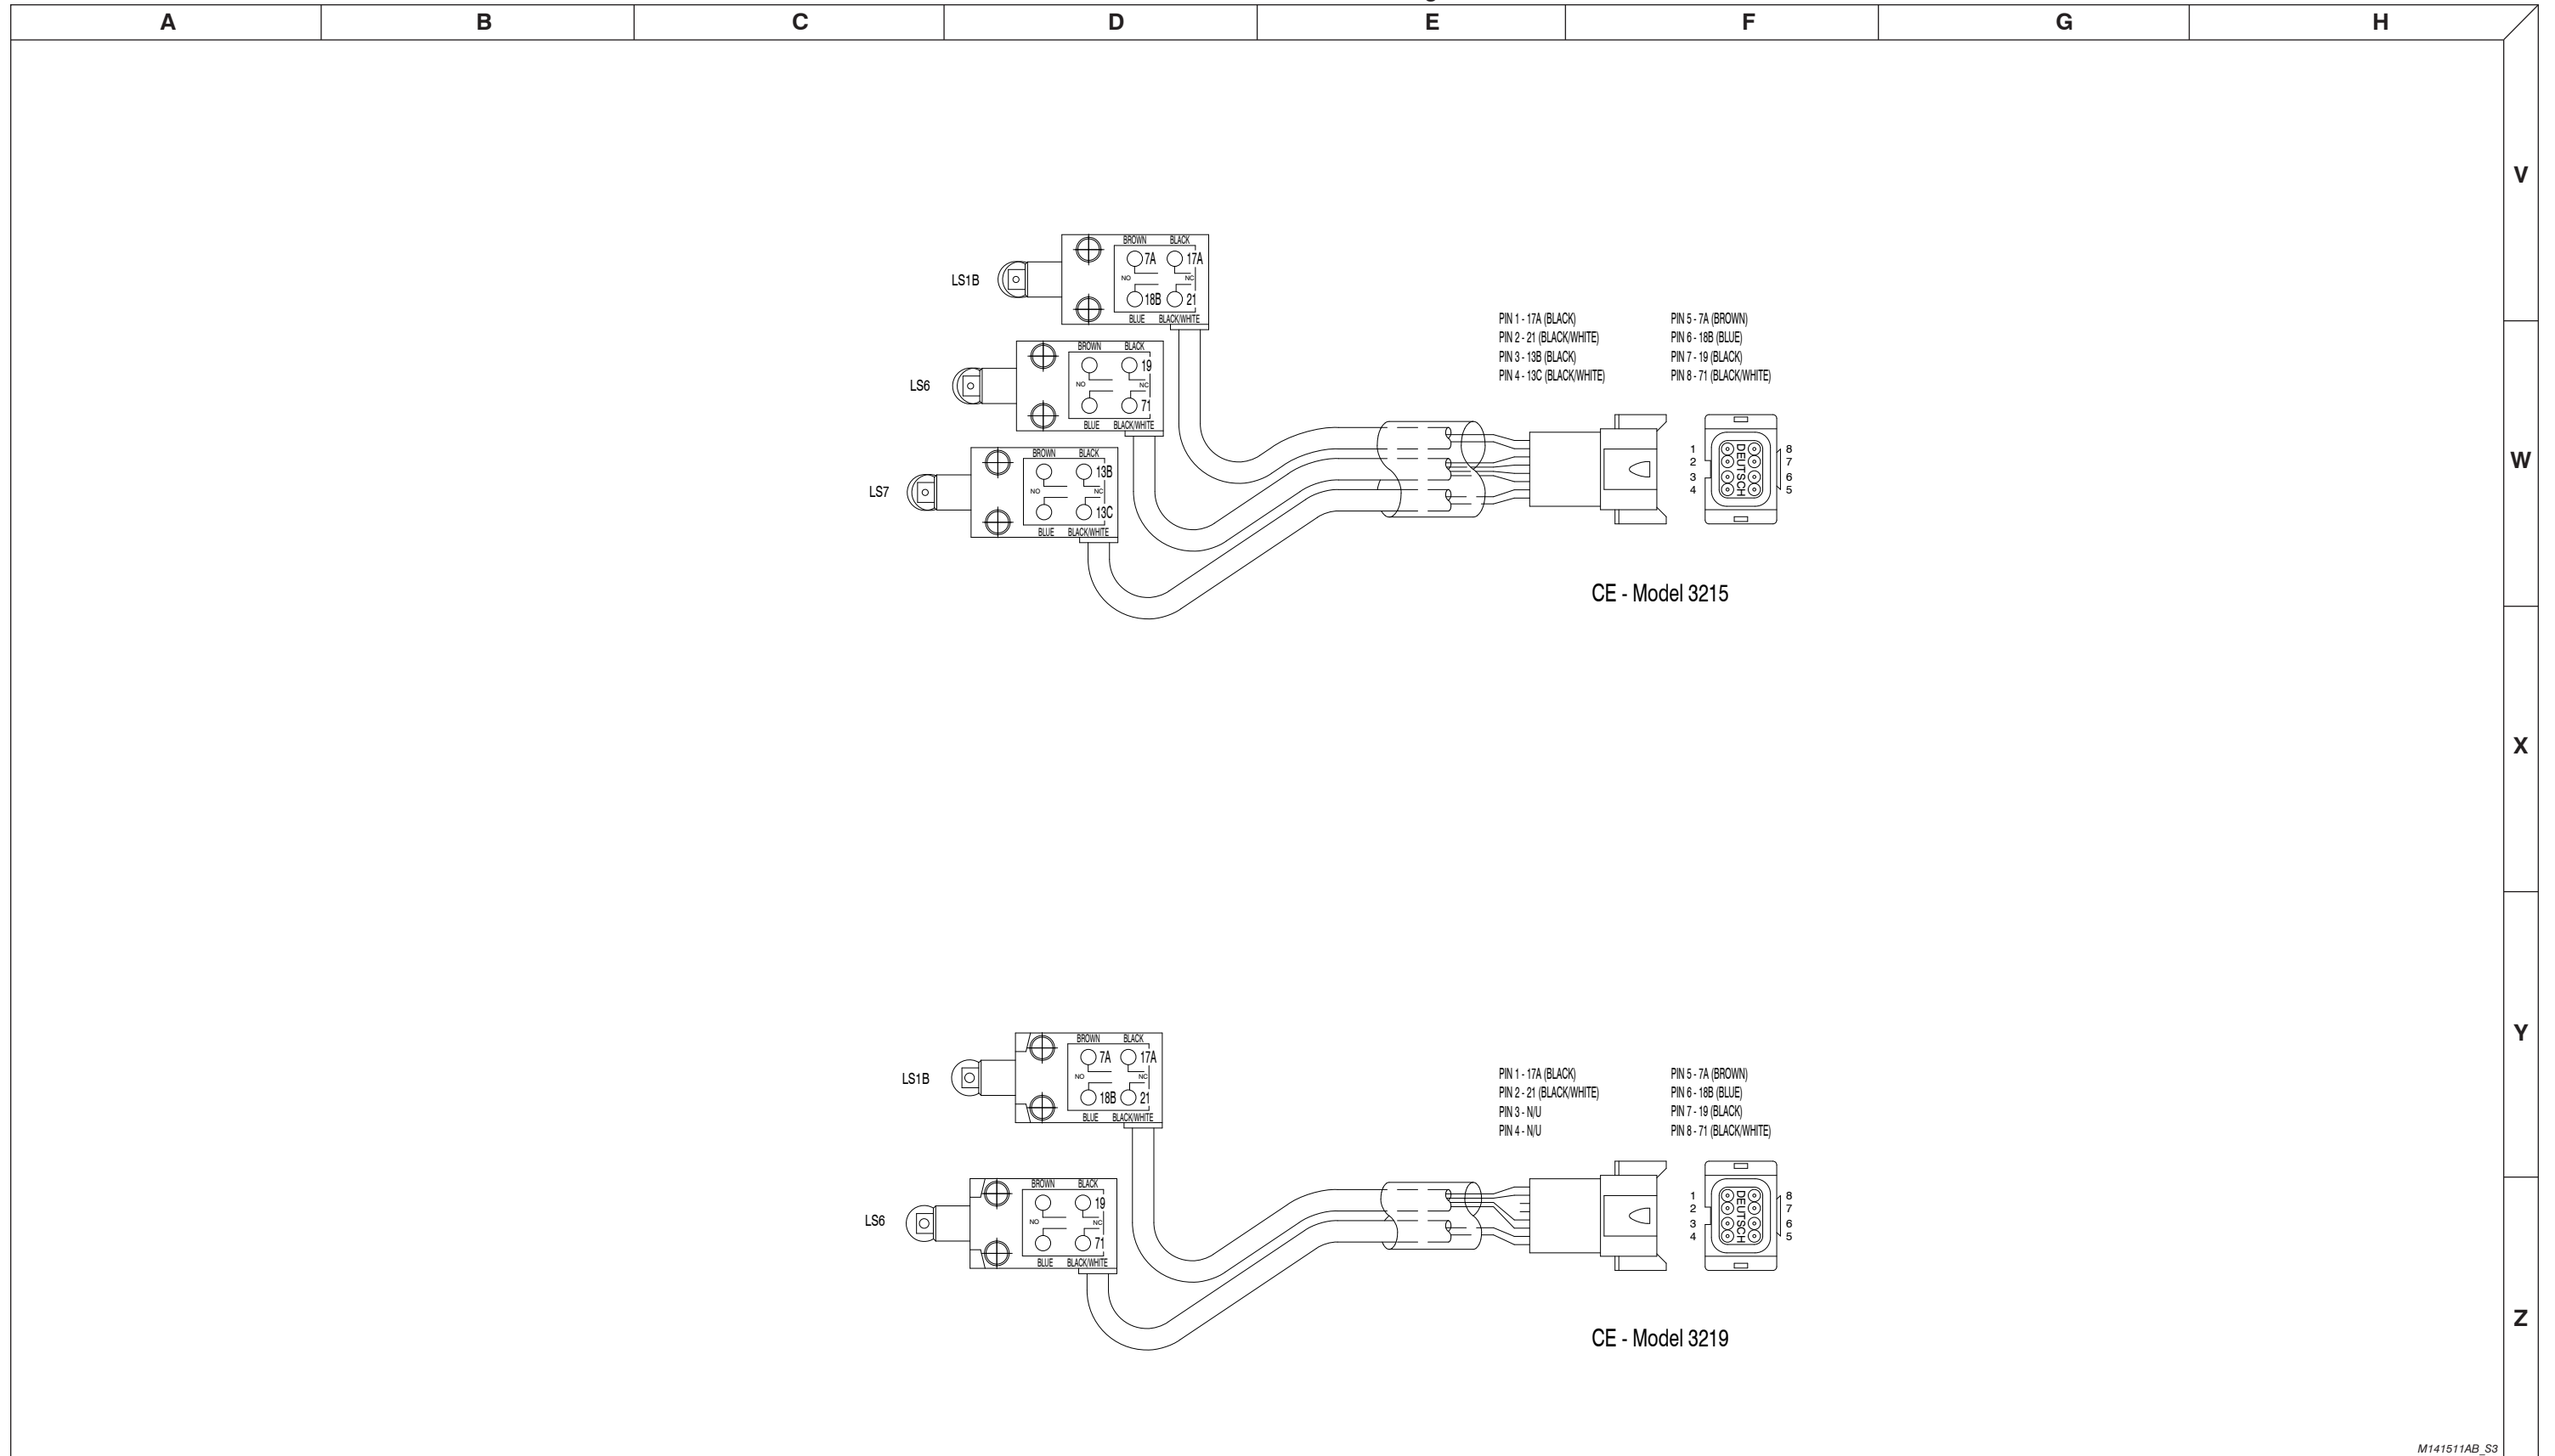 A B C D E F G H
V
BROWN BLACK
7A 17A
LS1B
NO NC
18B 21
BLUE BLACK/WHITE
PIN 1 - 17A (BLACK) PIN 5 - 7A (BROWN)
PIN 2 - 21 (BLACK/WHITE) PIN 6 - 18B (BLUE)
PIN 3 - 13B (BLACK) PIN 7 - 19 (BLACK)
PIN 4 - 13C (BLACK/WHITE) PIN 8 - 71 (BLACK/WHITE)
BROWN BLACK
19
LS6
NO NC
71
BLUE BLACK/WHITE
W
BROWN BLACK
13B
LS7
NO NC
13C
BLUE BLACK/WHITE
1 8
2 7
3 6
4 5
DEUTSCH
CE - Model 3215
X
Y
BROWN BLACK
7A 17A
LS1B
NO NC
18B 21
BLUE BLACK/WHITE
PIN 1 - 17A (BLACK) PIN 5 - 7A (BROWN)
PIN 2 - 21 (BLACK/WHITE) PIN 6 - 18B (BLUE)
PIN 3 - N/U PIN 7 - 19 (BLACK)
PIN 4 - N/U PIN 8 - 71 (BLACK/WHITE)
BROWN BLACK
19
LS6
NO NC
71
BLUE BLACK/WHITE
1 8
2 7
3 6
4 5
DEUTSCH
Z
CE - Model 3219
M141511AB_S3